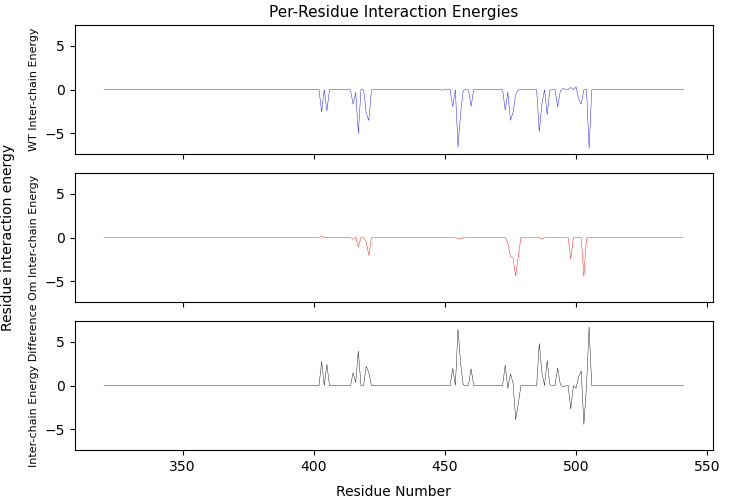 Per-Residue Interaction Energies
Residue interaction energy
WT Inter-chain Energy
5
0
−5
Om Inter-chain Energy
5
0
−5
Inter-chain Energy Difference
5
0
−5
350
400
450
500
550
Residue Number